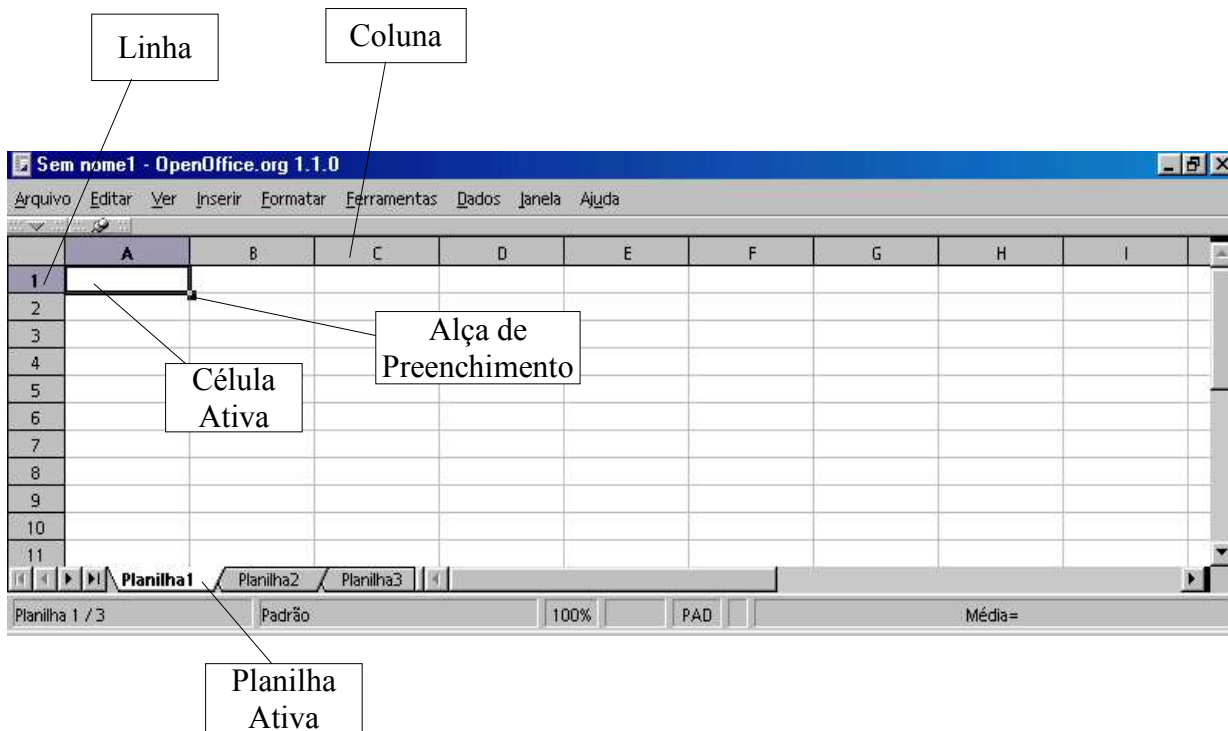 Linha
Coluna
Sem nome1 - OpenOffice.org 1.1.0
Arquivo Editar Ver Inserir Formatar Ferramentas Dados Janela Ajuda
A B C D E F G H I
1
2
3
Alça de
Preenchimento
4
5
Célula
Ativa
6
7
8
9
10
11
Planilha1 Planilha2 Planilha3
Planilha 1 / 3 Padrão 100% PAD Média=
Planilha
Ativa